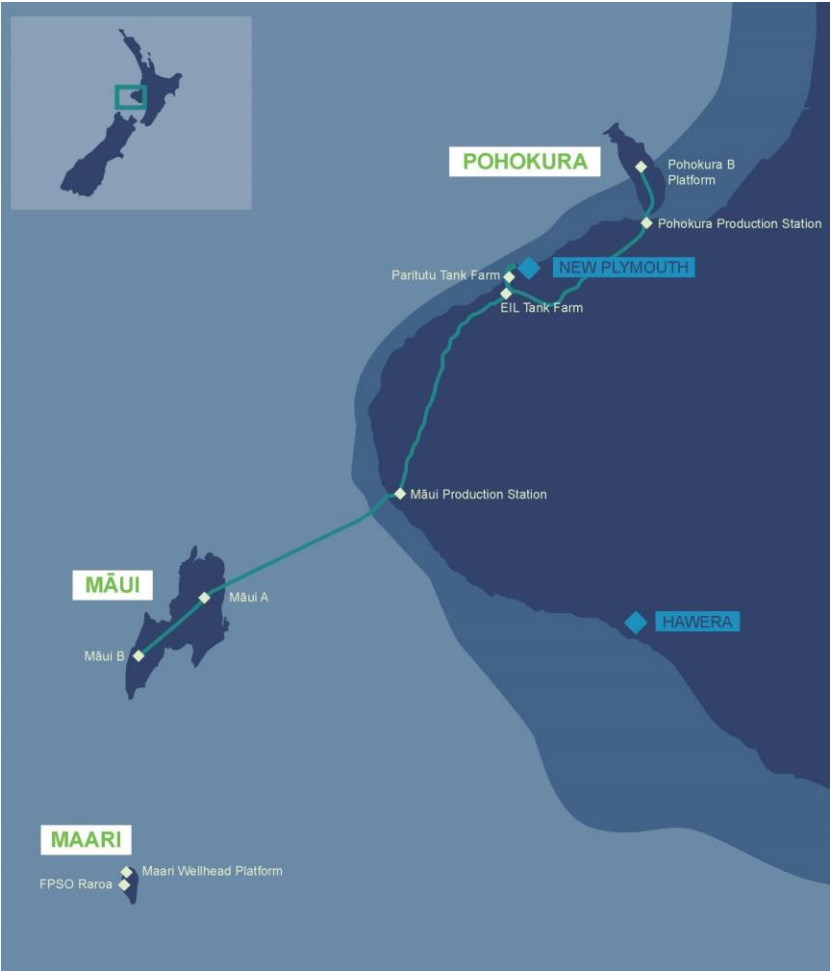 POHOKURA
Pohokura B
Platform
Pohokura Production Station
NEW PLYMOUTH
Paritutu Tank Farm
EIL Tank Farm
Māui Production Station
MĀUI
Māui A
HAWERA
Māui B
MAARI
Maari Wellhead Platform
FPSO Raroa